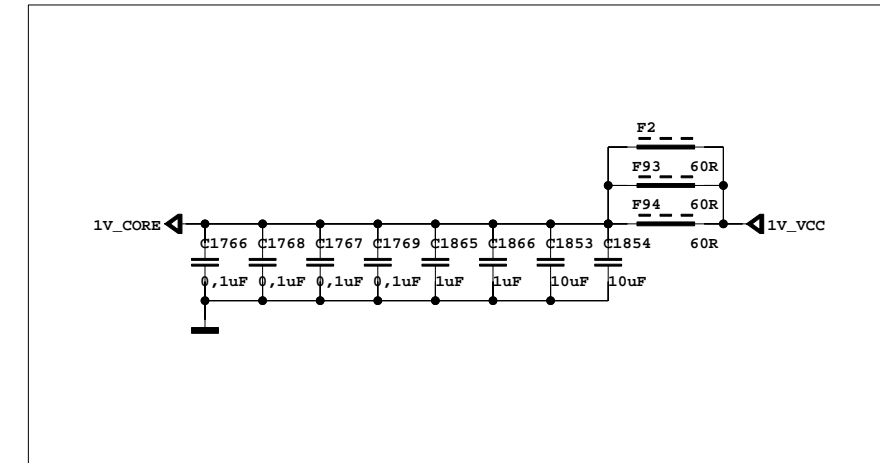 F2
F93 60R
F94 60R
1V_CORE 1V_VCC
C1766 C1768 C1767 C1769 C1865 C1866 C1853 C1854 60R
0,1uF 0,1uF 0,1uF 0,1uF 1uF 1uF 10uF 10uF